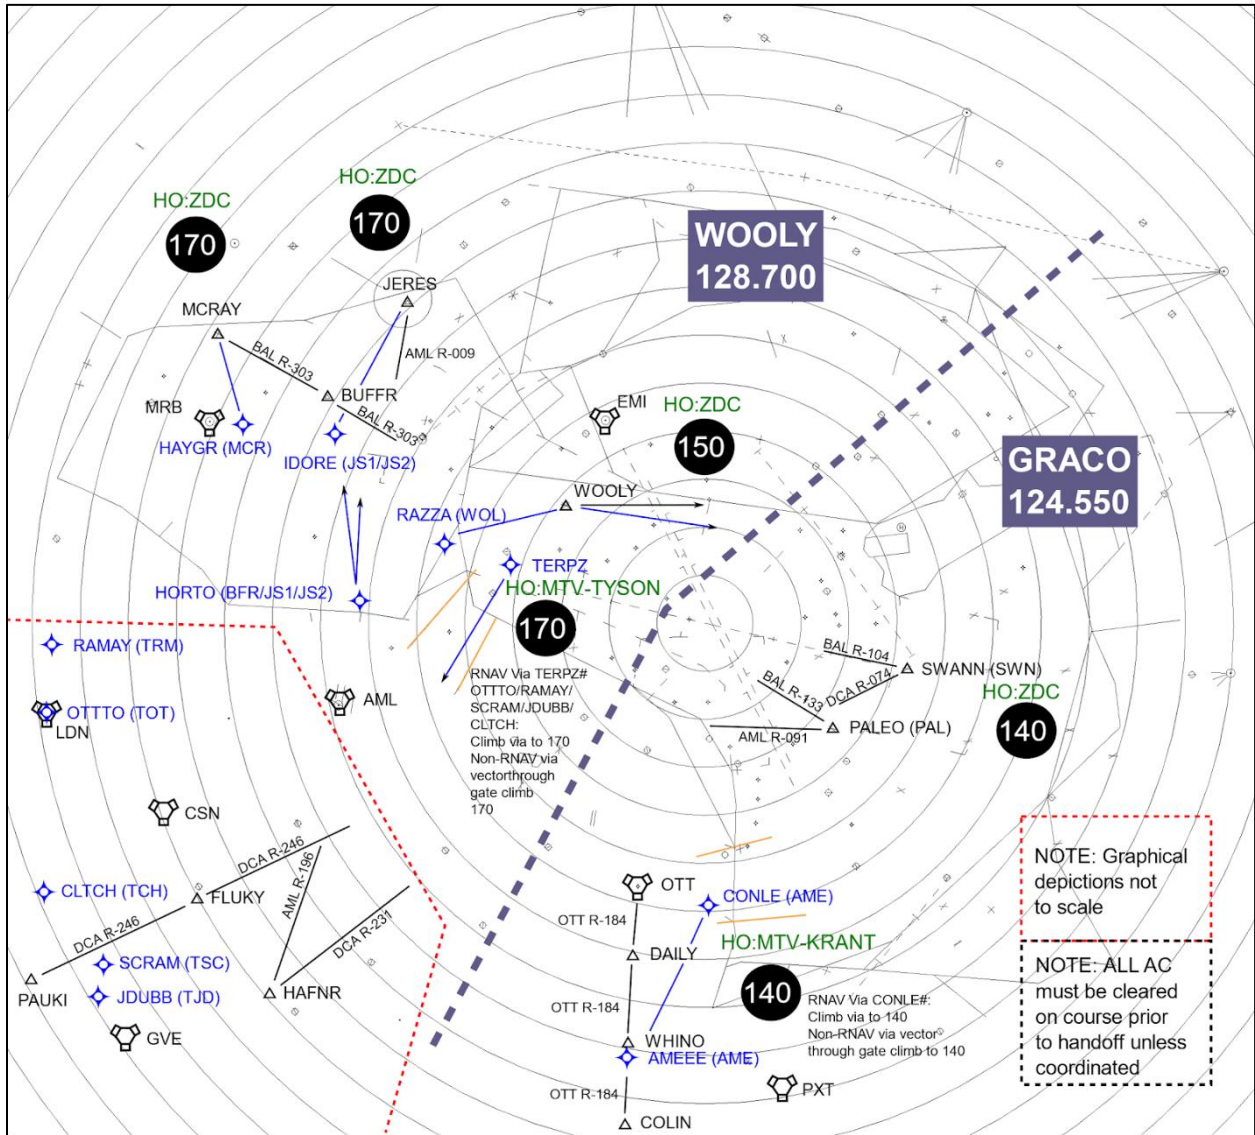 HO:ZDC
170
HO:ZDC
170
WOOLY
128.700
JERES
MCRAY
BAL R-303
AML R-009
BUFFR
BAL R-303
MRB
HAYGR (MCR)
IDORE (JS1/JS2)
EMI
HO:ZDC
150
GRACO
124.550
WOOLY
RAZZA (WOL)
TERPZ
HO:MTV-TYSON
170
HORTO (BFR/JS1/JS2)
RAMAY (TRM)
OTTTO (TOT)
LDN
AML
RNAV Via TERPZ#
OTTTO/RAMAY/
SCRAM/JDUBB/
CLTCH:
Climb via to 170
Non-RNAV via
vectorthrough
gate climb
170
BAL R-104
SWANN (SWN)
BAL R-133
DCA R-074
PALEO (PAL)
AML R-091
HO:ZDC
140
CSN
DCA R-246
AML R-196
CLTCH (TCH)
FLUKY
DCA R-231
DCA R-246
SCRAM (TSC)
PAUKI
JDUBB (TJD)
HAFNR
GVE
OTT
CONLE (AME)
OTT R-184
DAILY
HO:MTV-KRANT
140
RNAV Via CONLE#:
Climb via to 140
Non-RNAV via vector
through gate climb to 140
OTT R-184
WHINO
AMEEE (AME)
OTT R-184
COLIN
PXT
NOTE: Graphical
depictions not
to scale
NOTE: ALL AC
must be cleared
on course prior
to handoff unless
coordinated